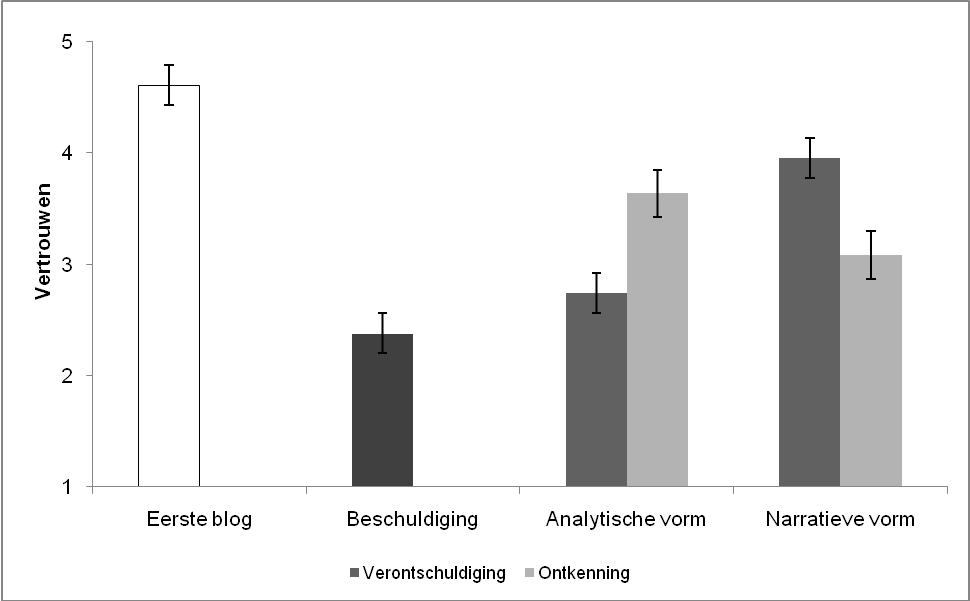 5
4
3
2
1
Vertrouwen
Eerste blog Beschuldiging Analytische vorm Narratieve vorm
Verontschuldiging Ontkenning